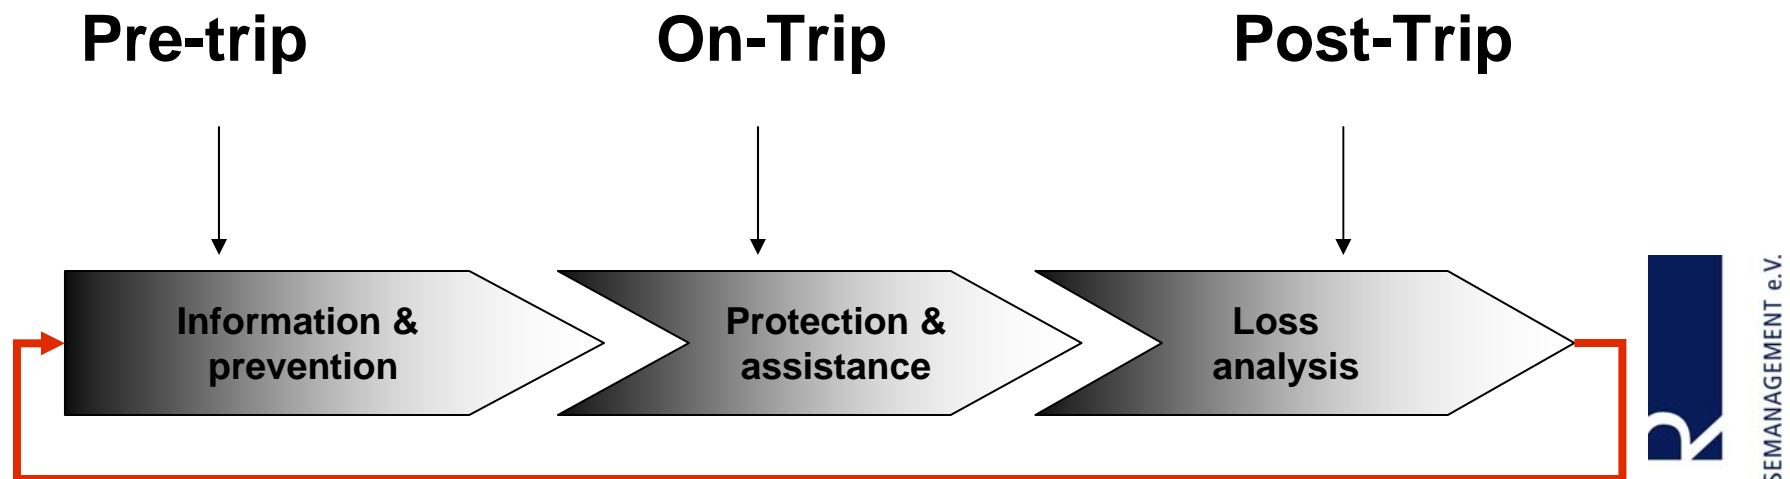 Pre-trip
On-Trip
Post-Trip
Information &
prevention
Protection &
assistance
Loss
analysis
R
SEMANAGEMENT e.V.